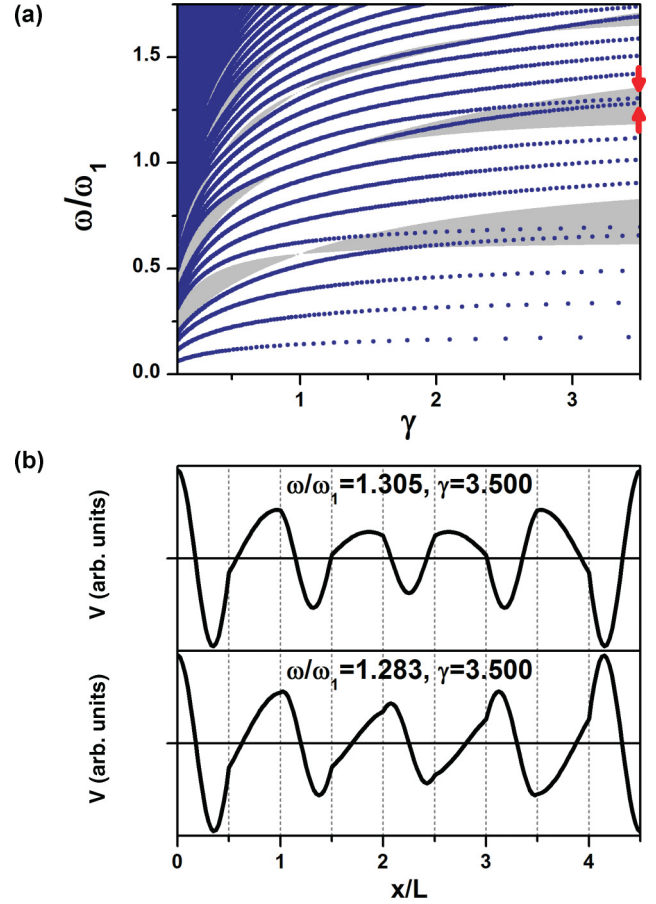 (a)
1.75
1.0
0.5
0.0
ω/ω₁
1 2 3
γ
(b)
ω/ω₁=1.305, γ=3.500
V (arb. units)
ω/ω₁=1.283, γ=3.500
V (arb. units)
0 1 2 3 4
x/L